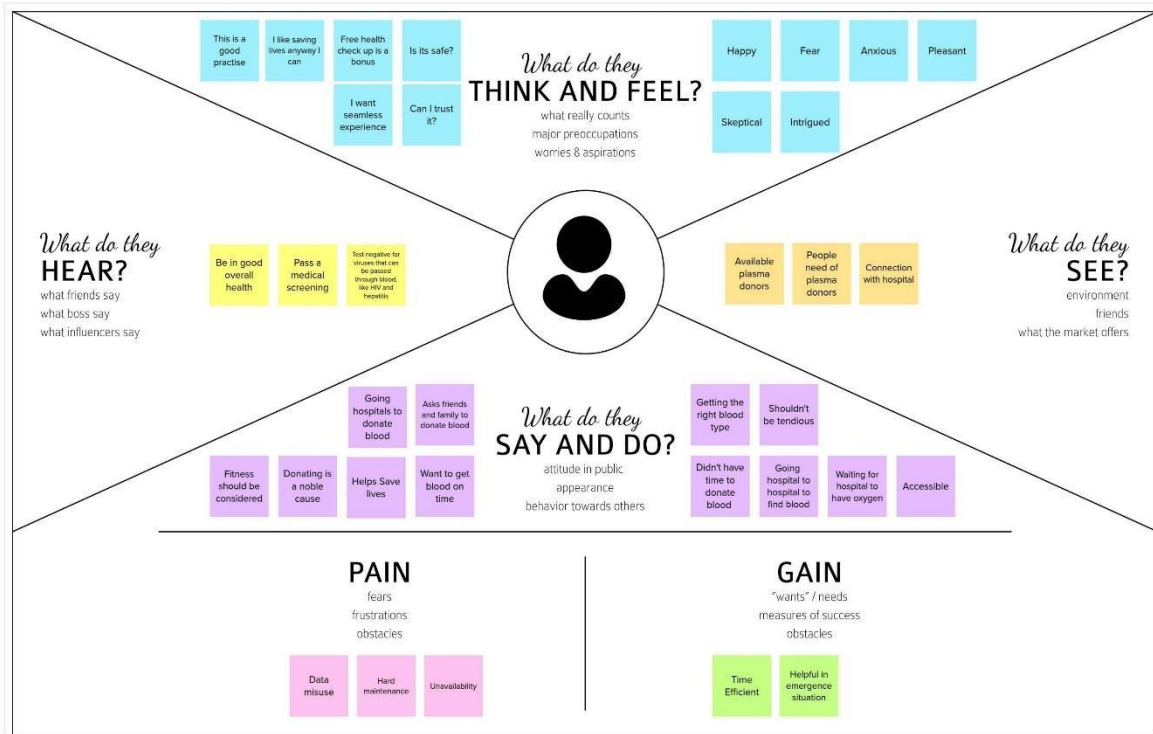 This is a
good
practise
I like saving
lives anyway I
can
Free health
check up is a
bonus
Is its safe?
I want
seamless
experience
Can I trust
it?
What do they
THINK AND FEEL?
what really counts
major preoccupations
worries & aspirations
Happy
Fear
Anxious
Pleasant
Skeptical
Intrigued
What do they
HEAR?
what friends say
what boss say
what influencers say
Be in good
overall
health
Pass a
medical
screening
Test negative for
viruses that can
be passed
through blood,
like HIV and
hepatitis
Available
plasma
donors
People
need of
plasma
donors
Connection
with hospital
What do they
SEE?
environment
friends
what the market offers
Going
hospitals to
donate
blood
Asks friends
and family to
donate blood
Fitness
should be
considered
Donating is
a noble
cause
Helps Save
lives
Want to get
blood on
time
What do they
SAY AND DO?
attitude in public
appearance
behavior towards others
Getting the
right blood
type
Shouldn't
be tendious
Didn't have
time to
donate
blood
Going
hospital to
hospital to
find blood
Waiting for
hospital to
have oxygen
Accessible
PAIN
fears
frustrations
obstacles
Data
misuse
Hard
maintenance
Unavailability
GAIN
"wants" / needs
measures of success
obstacles
Time
Efficient
Helpful in
emergence
situation